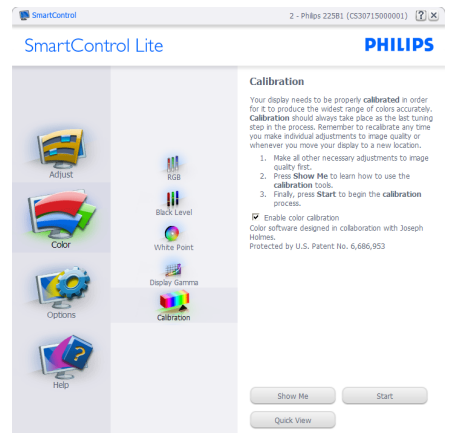 SmartControl
2 - Philips 225B1 (CS30715000001)
?
SmartControl Lite
PHILIPS
Adjust
Color
Options
Help
RGB
Black Level
White Point
Display Gamma
Calibration
Calibration
Your display needs to be properly calibrated in order
for it to produce the widest range of colors accurately.
Calibration should always take place as the last tuning
step in the process. Remember to recalibrate any time
you make individual adjustments to image quality or
whenever you move your display to a new location.
1. Make all other necessary adjustments to image
quality first.
2. Press Show Me to learn how to use the
calibration tools.
3. Finally, press Start to begin the calibration
process.
Enable color calibration
Color software designed in collaboration with Joseph
Holmes.
Protected by U.S. Patent No. 6,686,953
Show Me
Start
Quick View